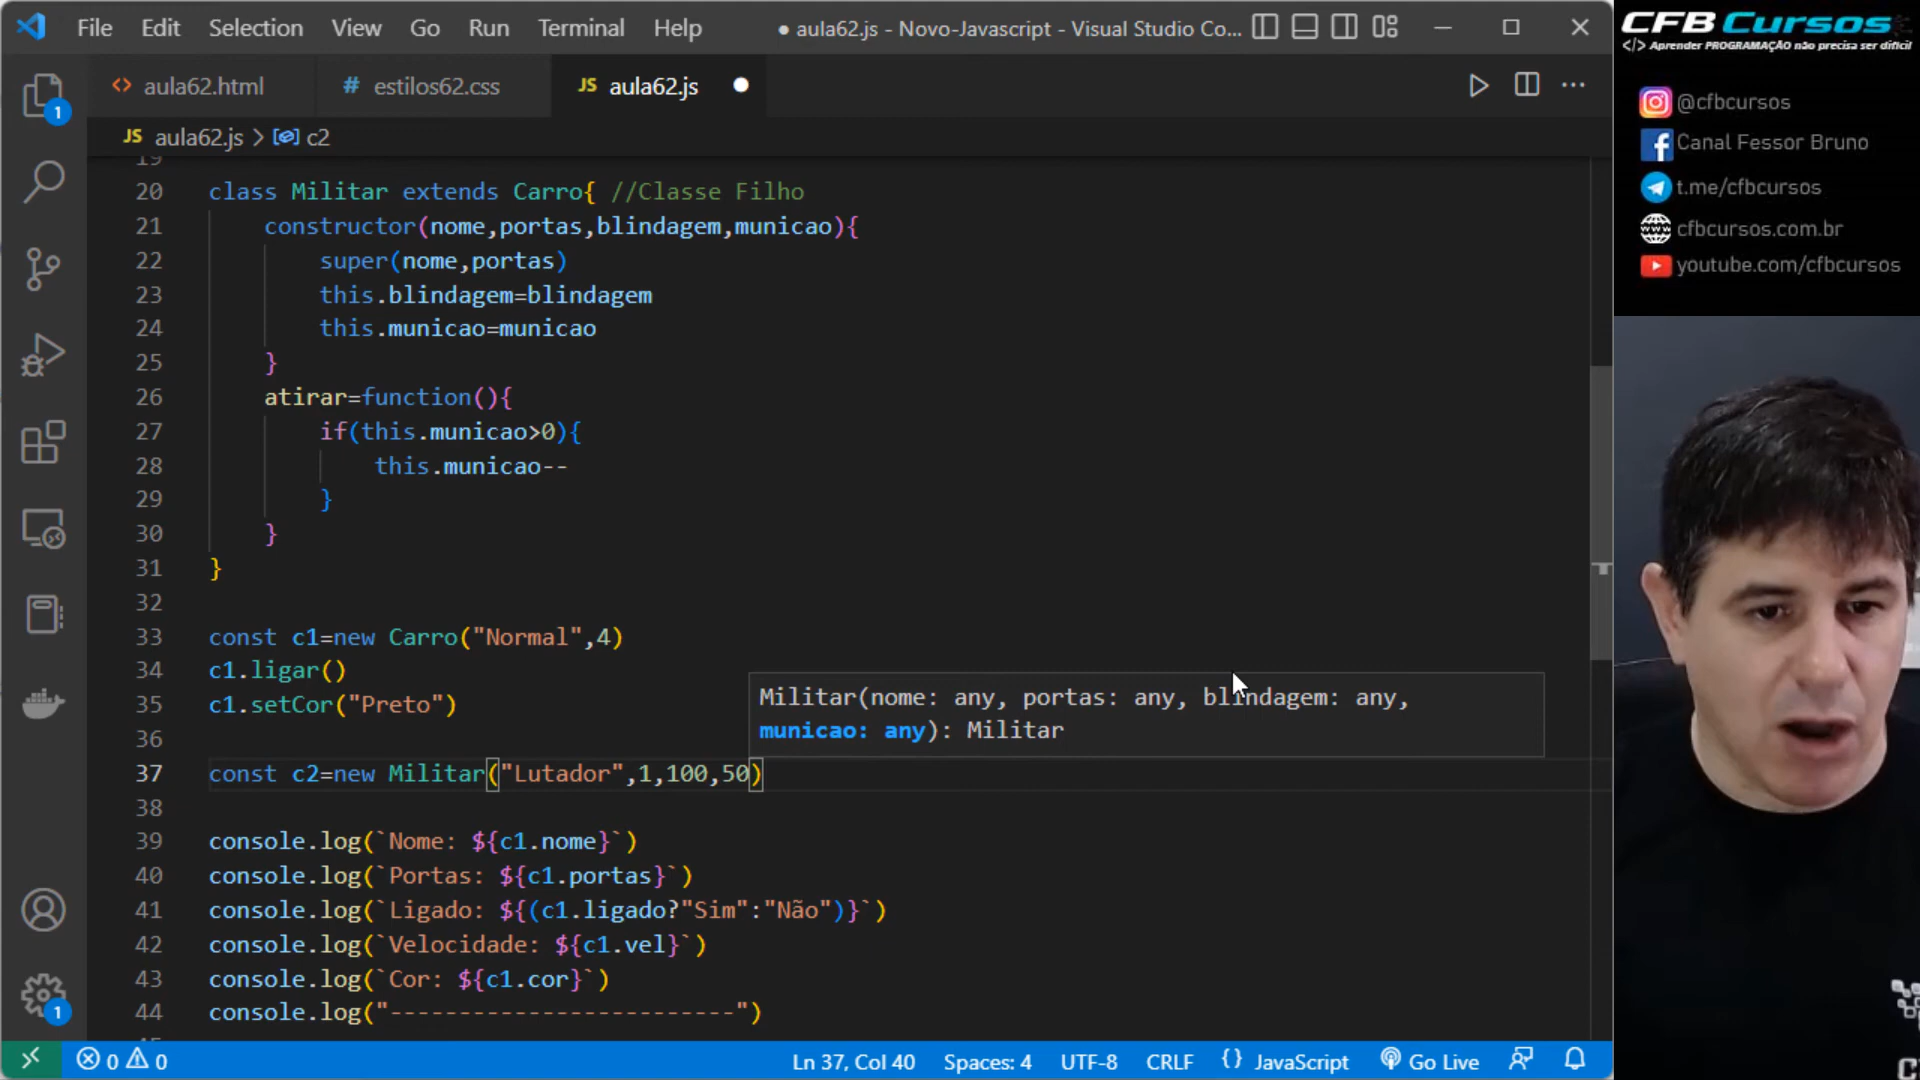 File Edit Selection View Go Run Terminal Help
● aula62.js - Novo-Javascript - Visual Studio Co...
<> aula62.html # estilos62.css JS aula62.js
JS aula62.js > c2
19
20 class Militar extends Carro{ //Classe Filho
21 constructor(nome,portas,blindagem,municao){
22 super(nome,portas)
23 this.blindagem=blindagem
24 this.municao=municao
25 }
26 atirar=function(){
27 if(this.municao>0){
28 this.municao--
29 }
30 }
31 }
32
33 const c1=new Carro("Normal",4)
34 c1.ligar()
35 c1.setCor("Preto")
36
Militar(nome: any, portas: any, blindagem: any,
municao: any): Militar
37 const c2=new Militar("Lutador",1,100,50)
38
39 console.log(`Nome: ${c1.nome}`)
40 console.log(`Portas: ${c1.portas}`)
41 console.log(`Ligado: ${(c1.ligado?"Sim":"Não")}`)
42 console.log(`Velocidade: ${c1.vel}`)
43 console.log(`Cor: ${c1.cor}`)
44 console.log("-------------------------")
1
1
0 0
Ln 37, Col 40 Spaces: 4 UTF-8 CRLF {} JavaScript Go Live
CFB Cursos
</> Aprender PROGRAMAÇÃO não precisa ser difícil
@cfbcursos
Canal Fessor Bruno
t.me/cfbcursos
cfbcursos.com.br
youtube.com/cfbcursos